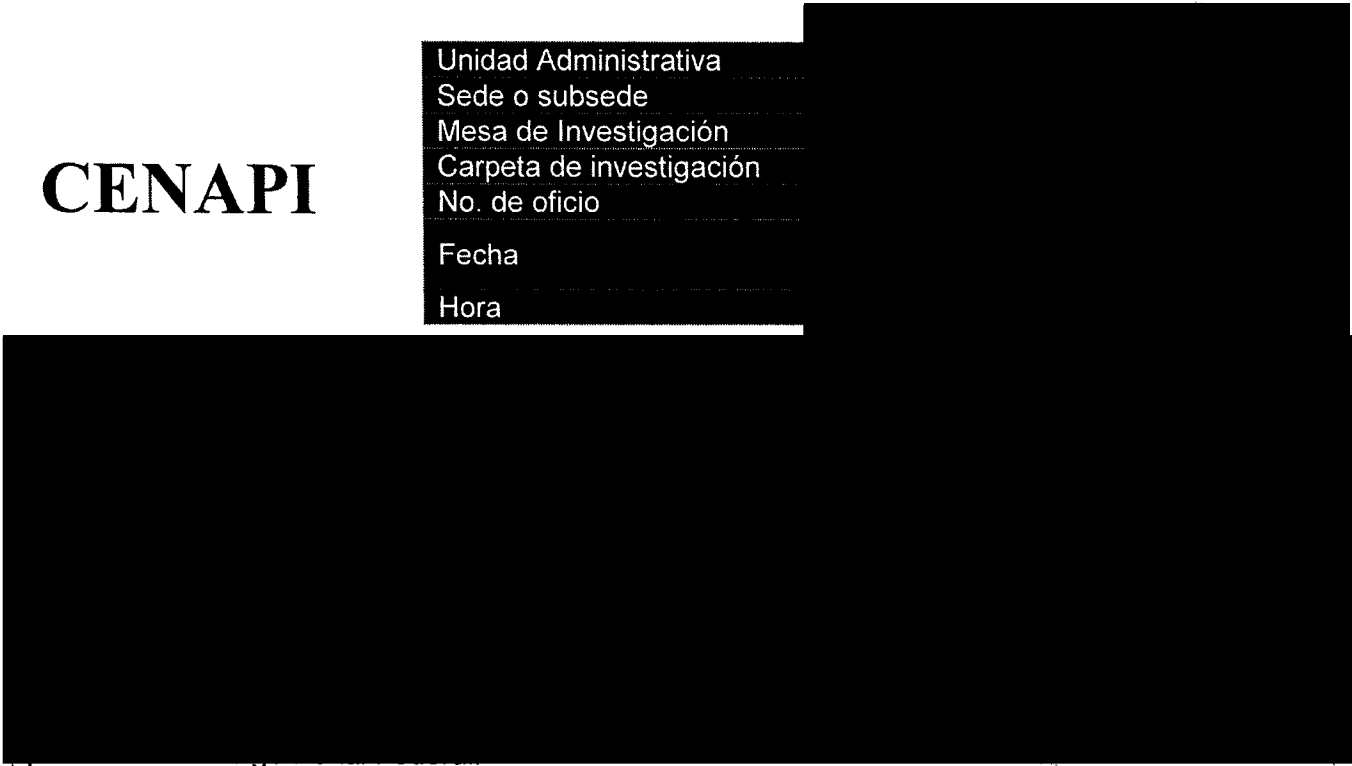 CENAPI
Unidad Administrativa
Sede o subsede
Mesa de Investigación
Carpeta de investigación
No. de oficio
Fecha
Hora